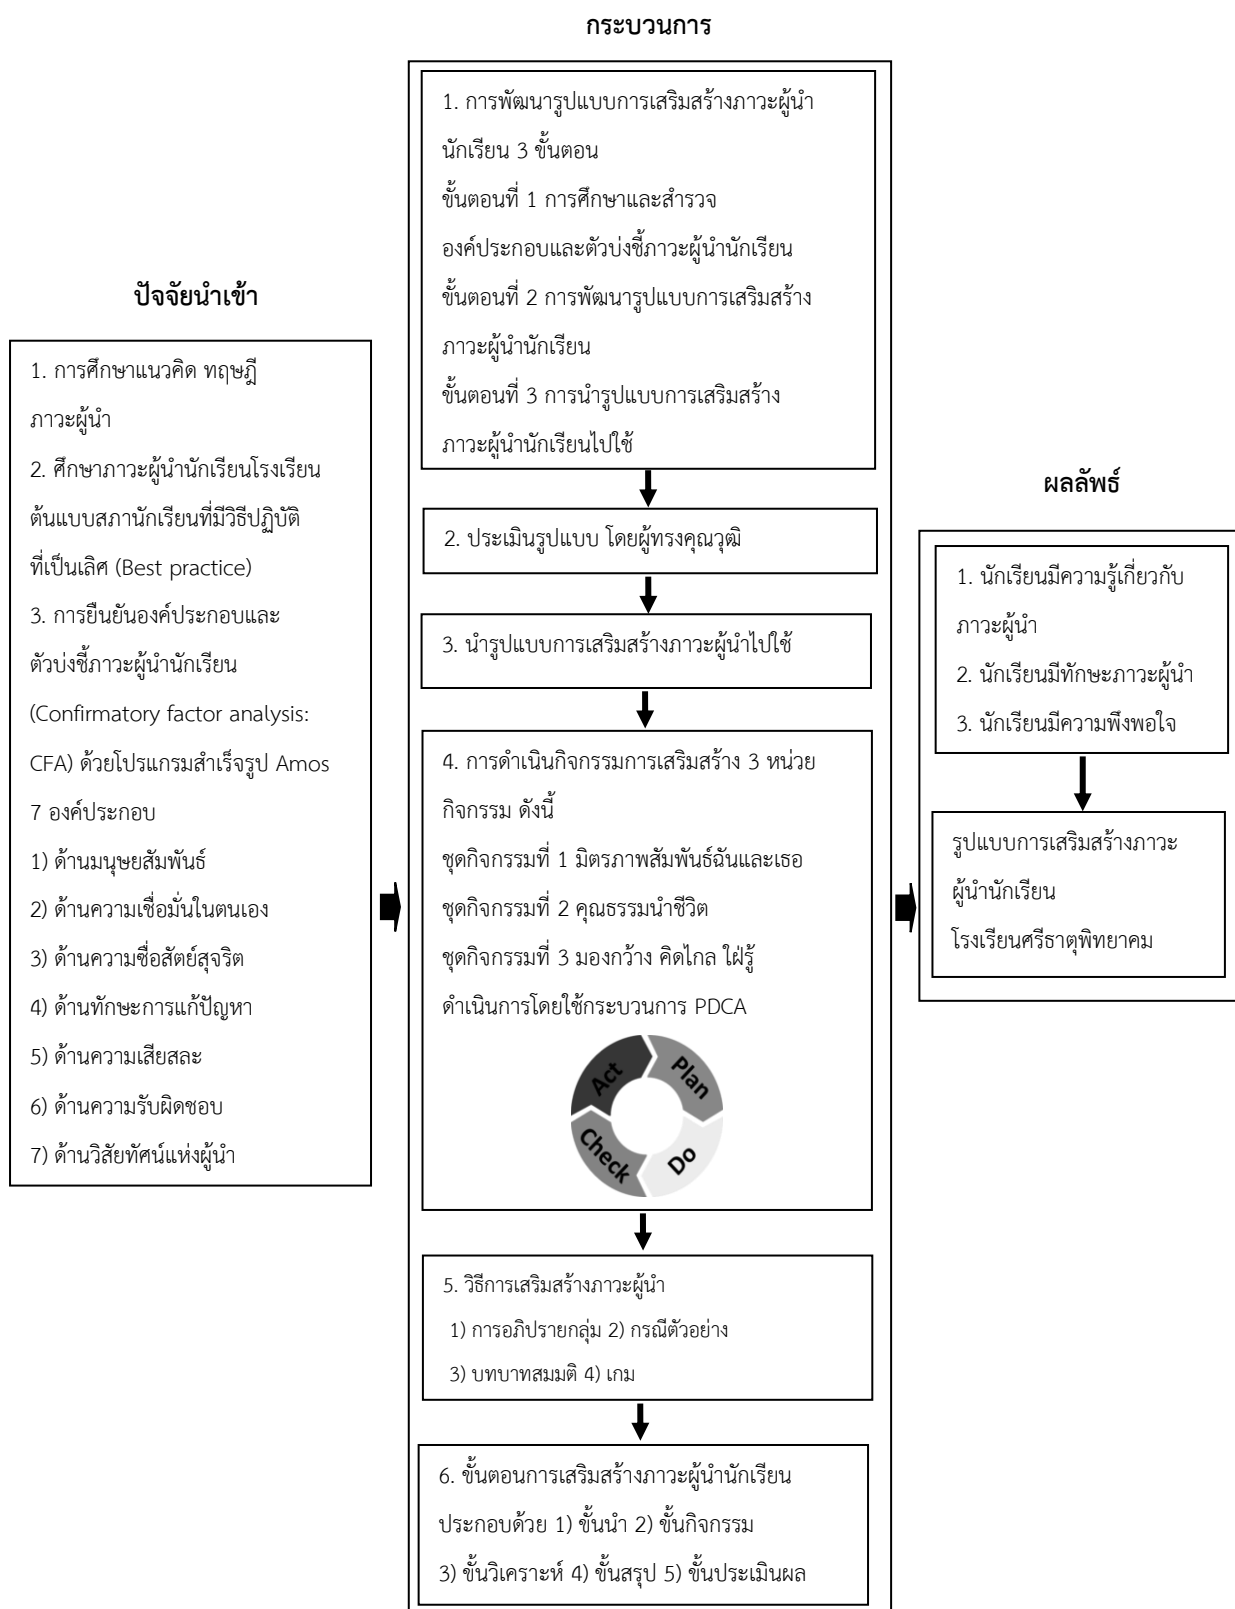 กระบวนการ
1. การพัฒนารูปแบบการเสริมสร้างภาวะผู้นำ
นักเรียน 3 ขั้นตอน
ขั้นตอนที่ 1 การศึกษาและสำรวจ
องค์ประกอบและตัวบ่งชี้ภาวะผู้นำนักเรียน
ขั้นตอนที่ 2 การพัฒนารูปแบบการเสริมสร้าง
ภาวะผู้นำนักเรียน
ขั้นตอนที่ 3 การนำรูปแบบการเสริมสร้าง
ภาวะผู้นำนักเรียนไปใช้
2. ประเมินรูปแบบ โดยผู้ทรงคุณวุฒิ
3. นำรูปแบบการเสริมสร้างภาวะผู้นำไปใช้
4. การดำเนินกิจกรรมการเสริมสร้าง 3 หน่วย
กิจกรรม ดังนี้
ชุดกิจกรรมที่ 1 มิตรภาพสัมพันธ์ฉันและเธอ
ชุดกิจกรรมที่ 2 คุณธรรมนำชีวิต
ชุดกิจกรรมที่ 3 มองกว้าง คิดไกล ใฝ่รู้
ดำเนินการโดยใช้กระบวนการ PDCA
Act
Plan
Check
Do
5. วิธีการเสริมสร้างภาวะผู้นำ
1) การอภิปรายกลุ่ม 2) กรณีตัวอย่าง
3) บทบาทสมมติ 4) เกม
6. ขั้นตอนการเสริมสร้างภาวะผู้นำนักเรียน
ประกอบด้วย 1) ขั้นนำ 2) ขั้นกิจกรรม
3) ขั้นวิเคราะห์ 4) ขั้นสรุป 5) ขั้นประเมินผล
ปัจจัยนำเข้า
1. การศึกษาแนวคิด ทฤษฎี
ภาวะผู้นำ
2. ศึกษาภาวะผู้นำนักเรียนโรงเรียน
ต้นแบบสภานักเรียนที่มีวิธีปฏิบัติ
ที่เป็นเลิศ (Best practice)
3. การยืนยันองค์ประกอบและ
ตัวบ่งชี้ภาวะผู้นำนักเรียน
(Confirmatory factor analysis:
CFA) ด้วยโปรแกรมสำเร็จรูป Amos
7 องค์ประกอบ
1) ด้านมนุษยสัมพันธ์
2) ด้านความเชื่อมั่นในตนเอง
3) ด้านความซื่อสัตย์สุจริต
4) ด้านทักษะการแก้ปัญหา
5) ด้านความเสียสละ
6) ด้านความรับผิดชอบ
7) ด้านวิสัยทัศน์แห่งผู้นำ
ผลลัพธ์
1. นักเรียนมีความรู้เกี่ยวกับ
ภาวะผู้นำ
2. นักเรียนมีทักษะภาวะผู้นำ
3. นักเรียนมีความพึงพอใจ
รูปแบบการเสริมสร้างภาวะ
ผู้นำนักเรียน
โรงเรียนศรีธาตุพิทยาคม